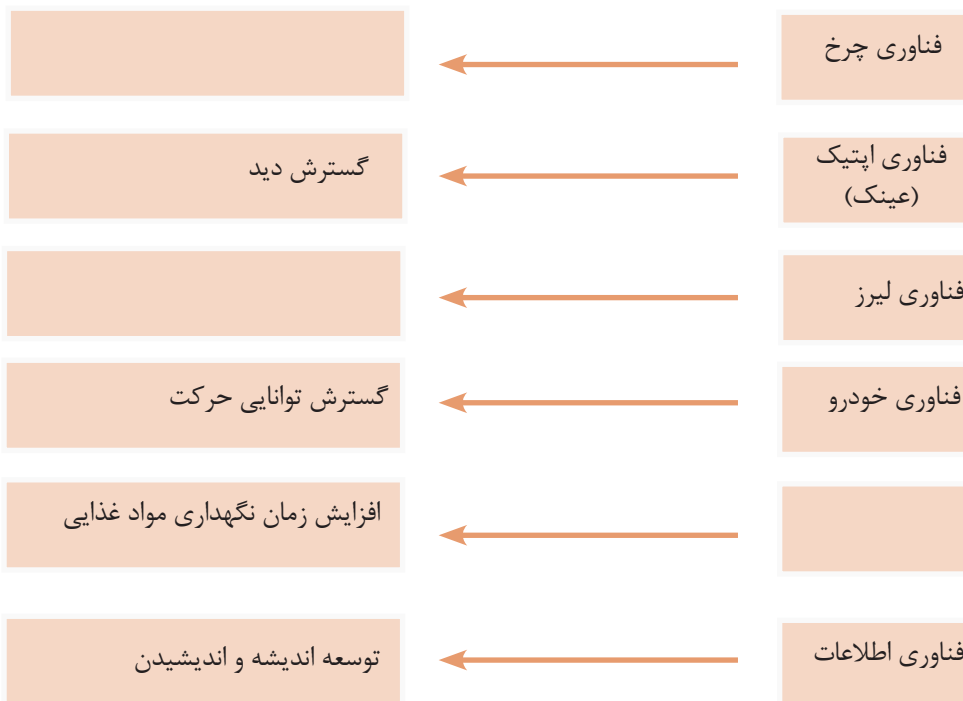 فناوری چرخ
فناوری اپتیک
(عینک)
گسترش دید
فناوری لیرز
فناوری خودرو
گسترش توانایی حرکت
افزایش زمان نگهداری مواد غذایی
فناوری اطلاعات
توسعه اندیشه و اندیشیدن